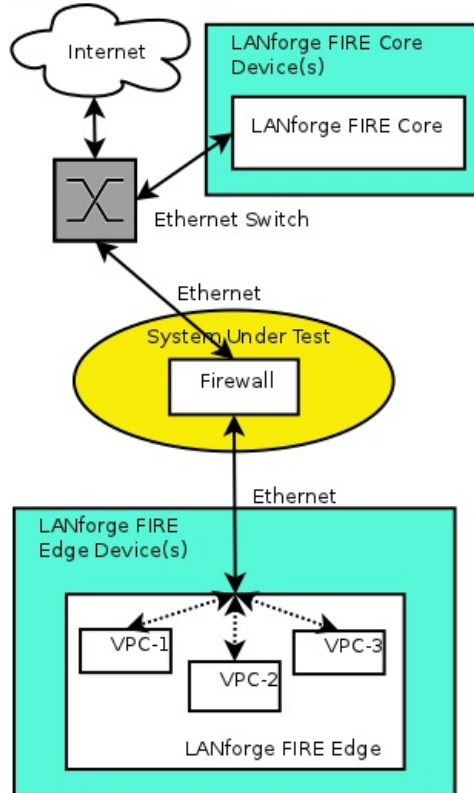 Internet
LANforge FIRE Core
Device(s)
LANforge FIRE Core
Ethernet Switch
Ethernet
System Under Test
Firewall
Ethernet
LANforge FIRE
Edge Device(s)
VPC-1
VPC-2
VPC-3
LANforge FIRE Edge